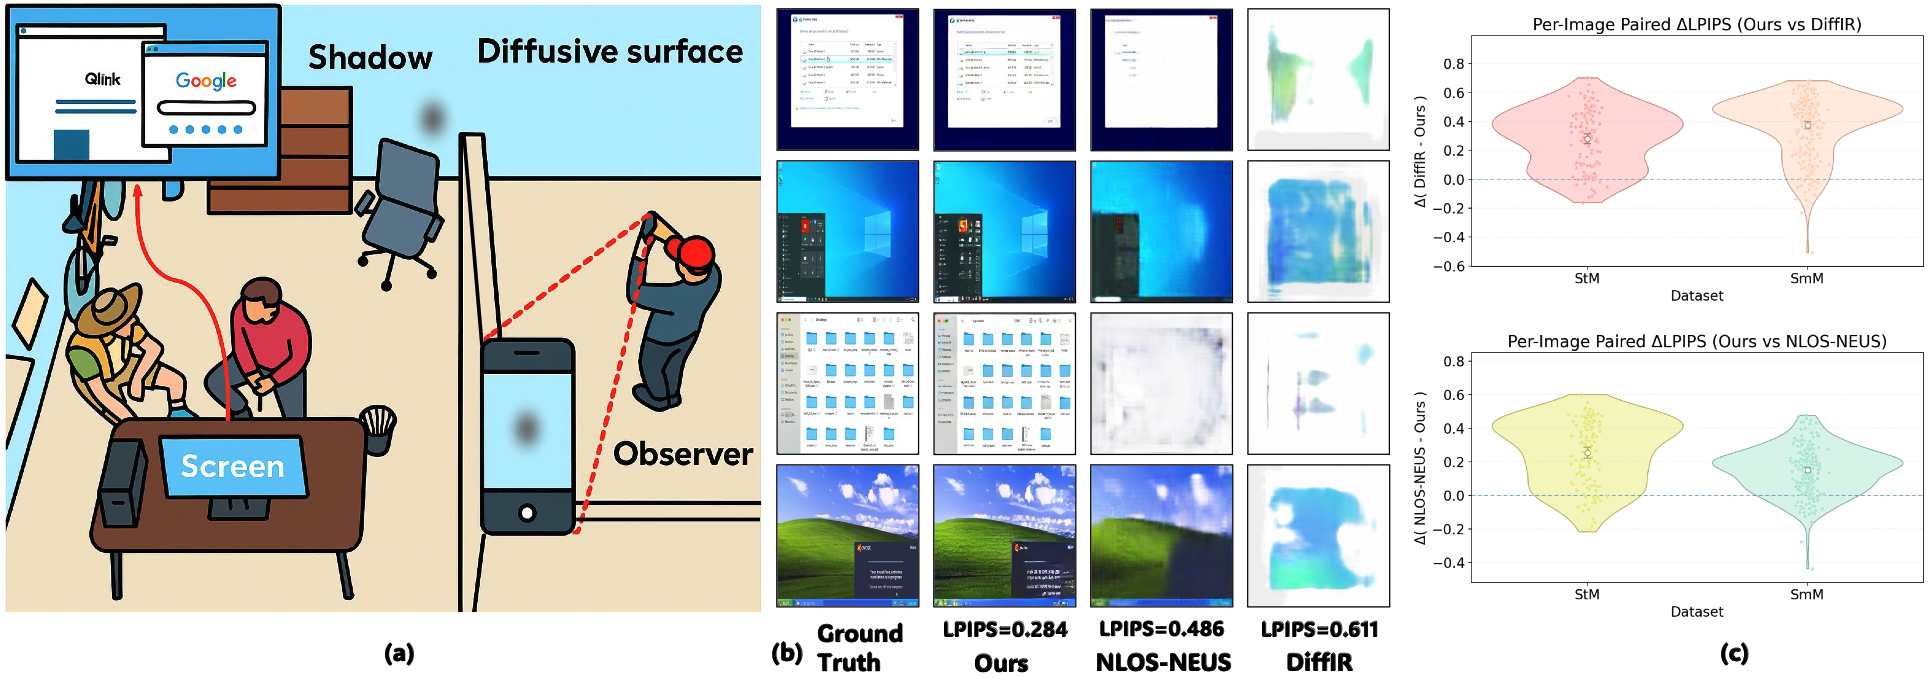 Qlink
Google
Shadow
Diffusive surface
Observer
Screen
(a)
Ground
Truth
(b)
LPIPS=0.284
Ours
LPIPS=0.486
NLOS-NEUS
LPIPS=0.611
DiffIR
Per-Image Paired ΔLPIPS (Ours vs DiffIR)
Δ( DiffIR - Ours )
0.8
0.6
0.4
0.2
0.0
−0.2
−0.4
−0.6
StM
SmM
Dataset
Per-Image Paired ΔLPIPS (Ours vs NLOS-NEUS)
Δ( NLOS-NEUS - Ours )
0.8
0.6
0.4
0.2
0.0
−0.2
−0.4
StM
SmM
Dataset
(c)